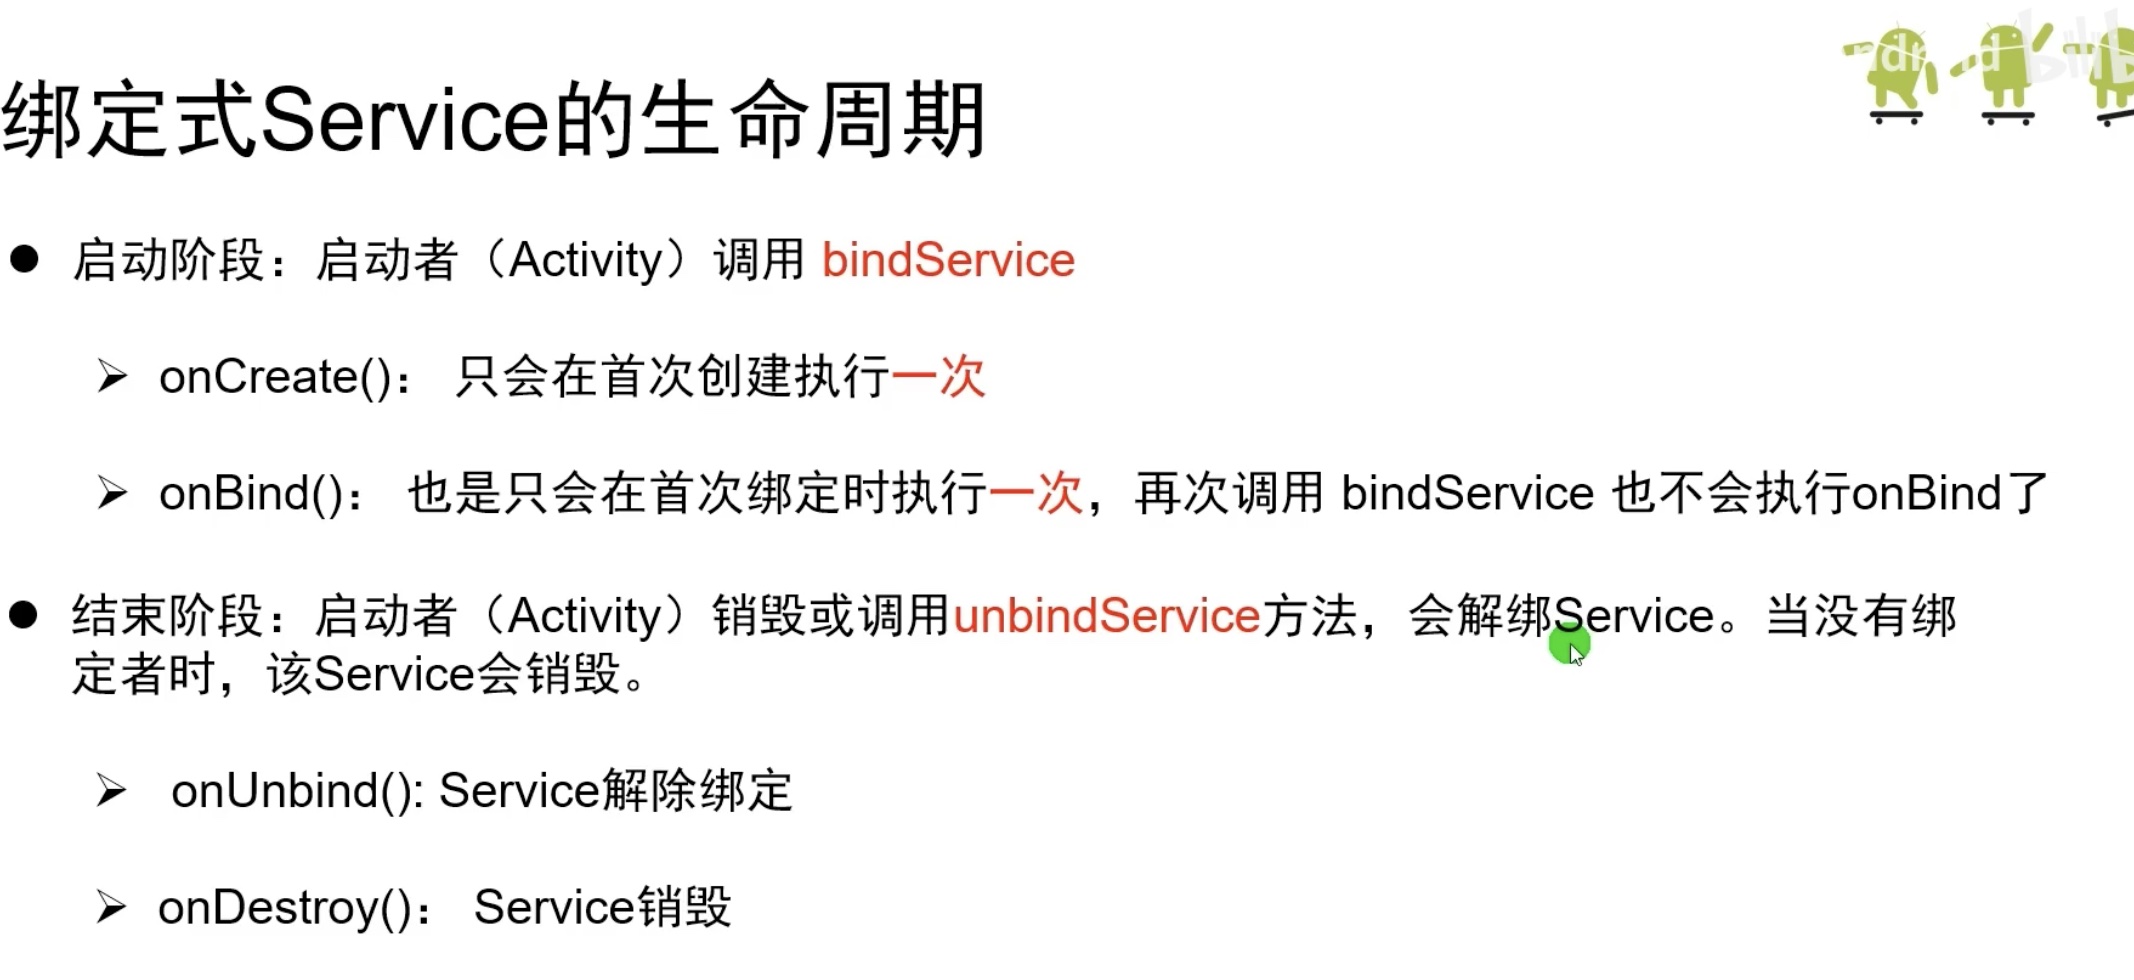 绑定式Service的生命周期
启动阶段：启动者（Activity）调用 bindService
onCreate()： 只会在首次创建执行一次
onBind()： 也是只会在首次绑定时执行一次，再次调用 bindService 也不会执行onBind了
结束阶段：启动者（Activity）销毁或调用unbindService方法，会解绑Service。当没有绑
定者时，该Service会销毁。
onUnbind(): Service解除绑定
onDestroy()： Service销毁